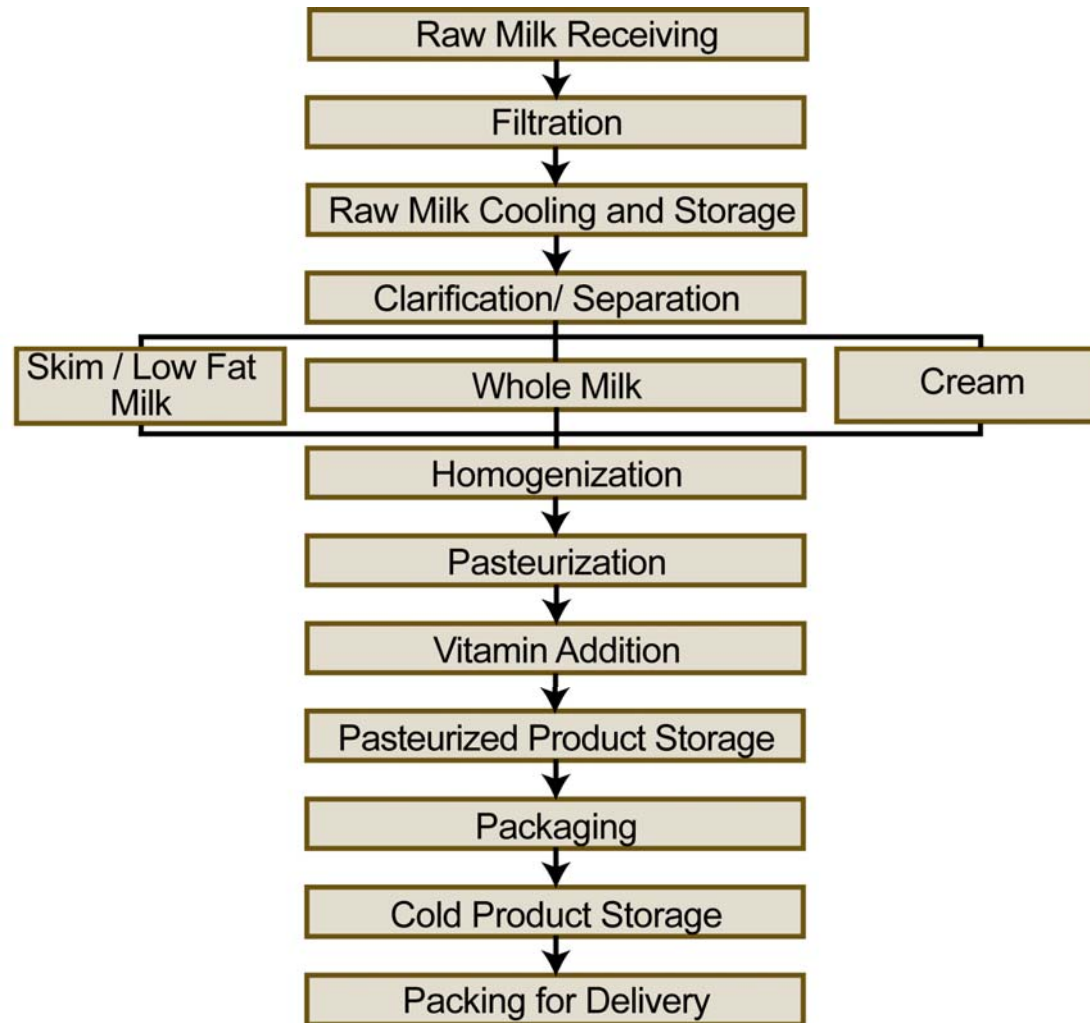 Raw Milk Receiving
Filtration
Raw Milk Cooling and Storage
Clarification/ Separation
Skim / Low Fat
Milk
Whole Milk
Cream
Homogenization
Pasteurization
Vitamin Addition
Pasteurized Product Storage
Packaging
Cold Product Storage
Packing for Delivery